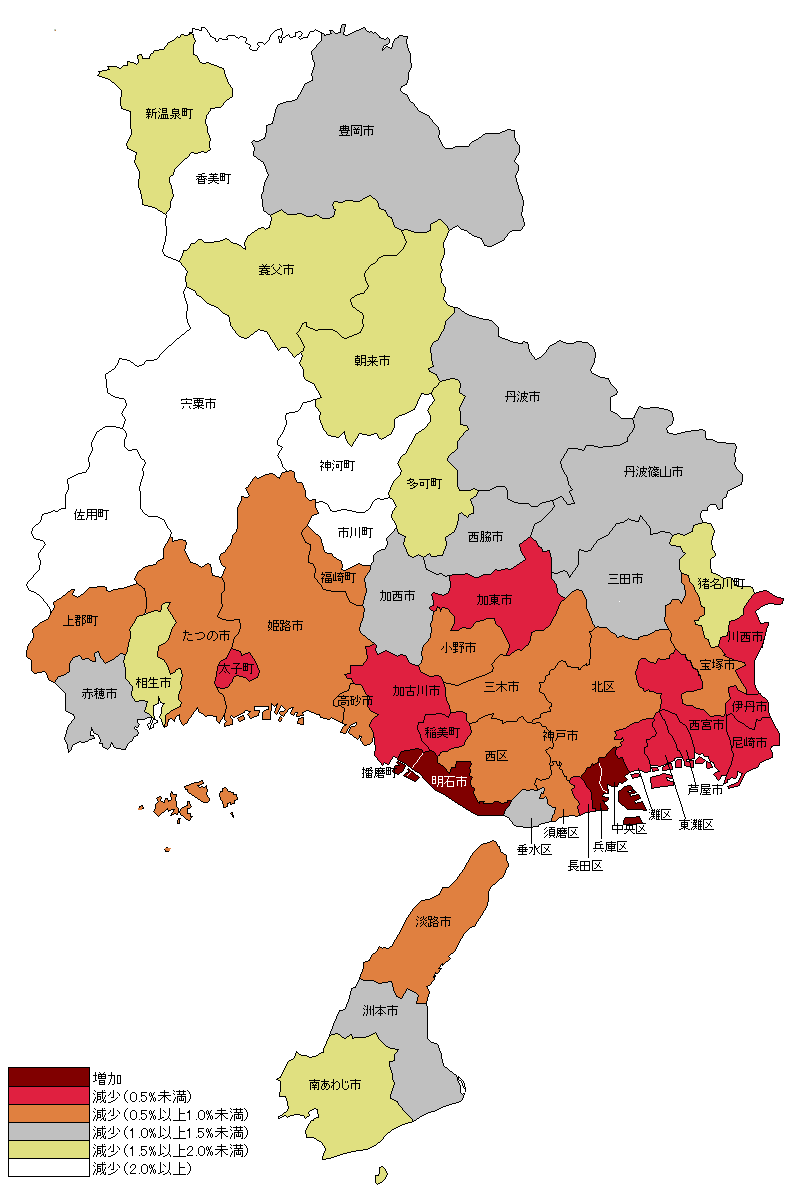 新温泉町
豊岡市
香美町
養父市
朝来市
宍粟市
丹波市
神河町
丹波篠山市
多可町
佐用町
市川町
西脇市
福崎町
加西市
三田市
猪名川町
加東市
上郡町
姫路市
たつの市
川西市
小野市
太子町
宝塚市
相生市
赤穂市
加古川市
三木市
北区
高砂市
伊丹市
西宮市
稲美町
神戸市
尼崎市
西区
播磨町
明石市
芦屋市
灘区
東灘区
中央区
須磨区
兵庫区
垂水区
長田区
淡路市
洲本市
南あわじ市
増加
減少(0.5%未満)
減少(0.5%以上1.0%未満)
減少(1.0%以上1.5%未満)
減少(1.5%以上2.0%未満)
減少(2.0%以上)